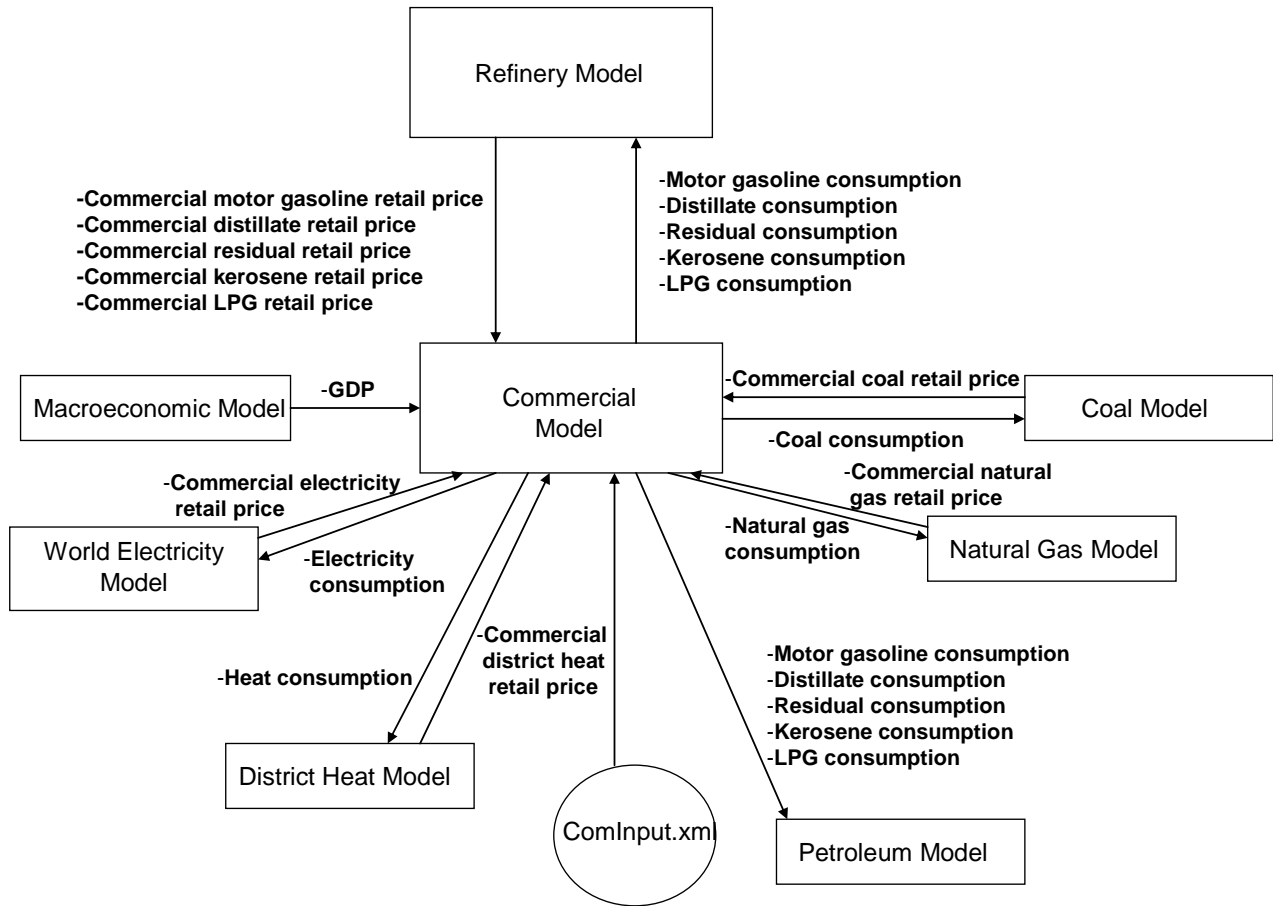 Refinery Model
-Commercial motor gasoline retail price
-Commercial distillate retail price
-Commercial residual retail price
-Commercial kerosene retail price
-Commercial LPG retail price
-Motor gasoline consumption
-Distillate consumption
-Residual consumption
-Kerosene consumption
-LPG consumption
Macroeconomic Model
-GDP
Commercial
Model
-Commercial coal retail price
-Coal consumption
Coal Model
-Commercial electricity
retail price
World Electricity
Model
-Electricity
consumption
-Commercial natural
gas retail price
-Natural gas
consumption
Natural Gas Model
-Heat consumption
-Commercial
district heat
retail price
District Heat Model
ComInput.xml
-Motor gasoline consumption
-Distillate consumption
-Residual consumption
-Kerosene consumption
-LPG consumption
Petroleum Model